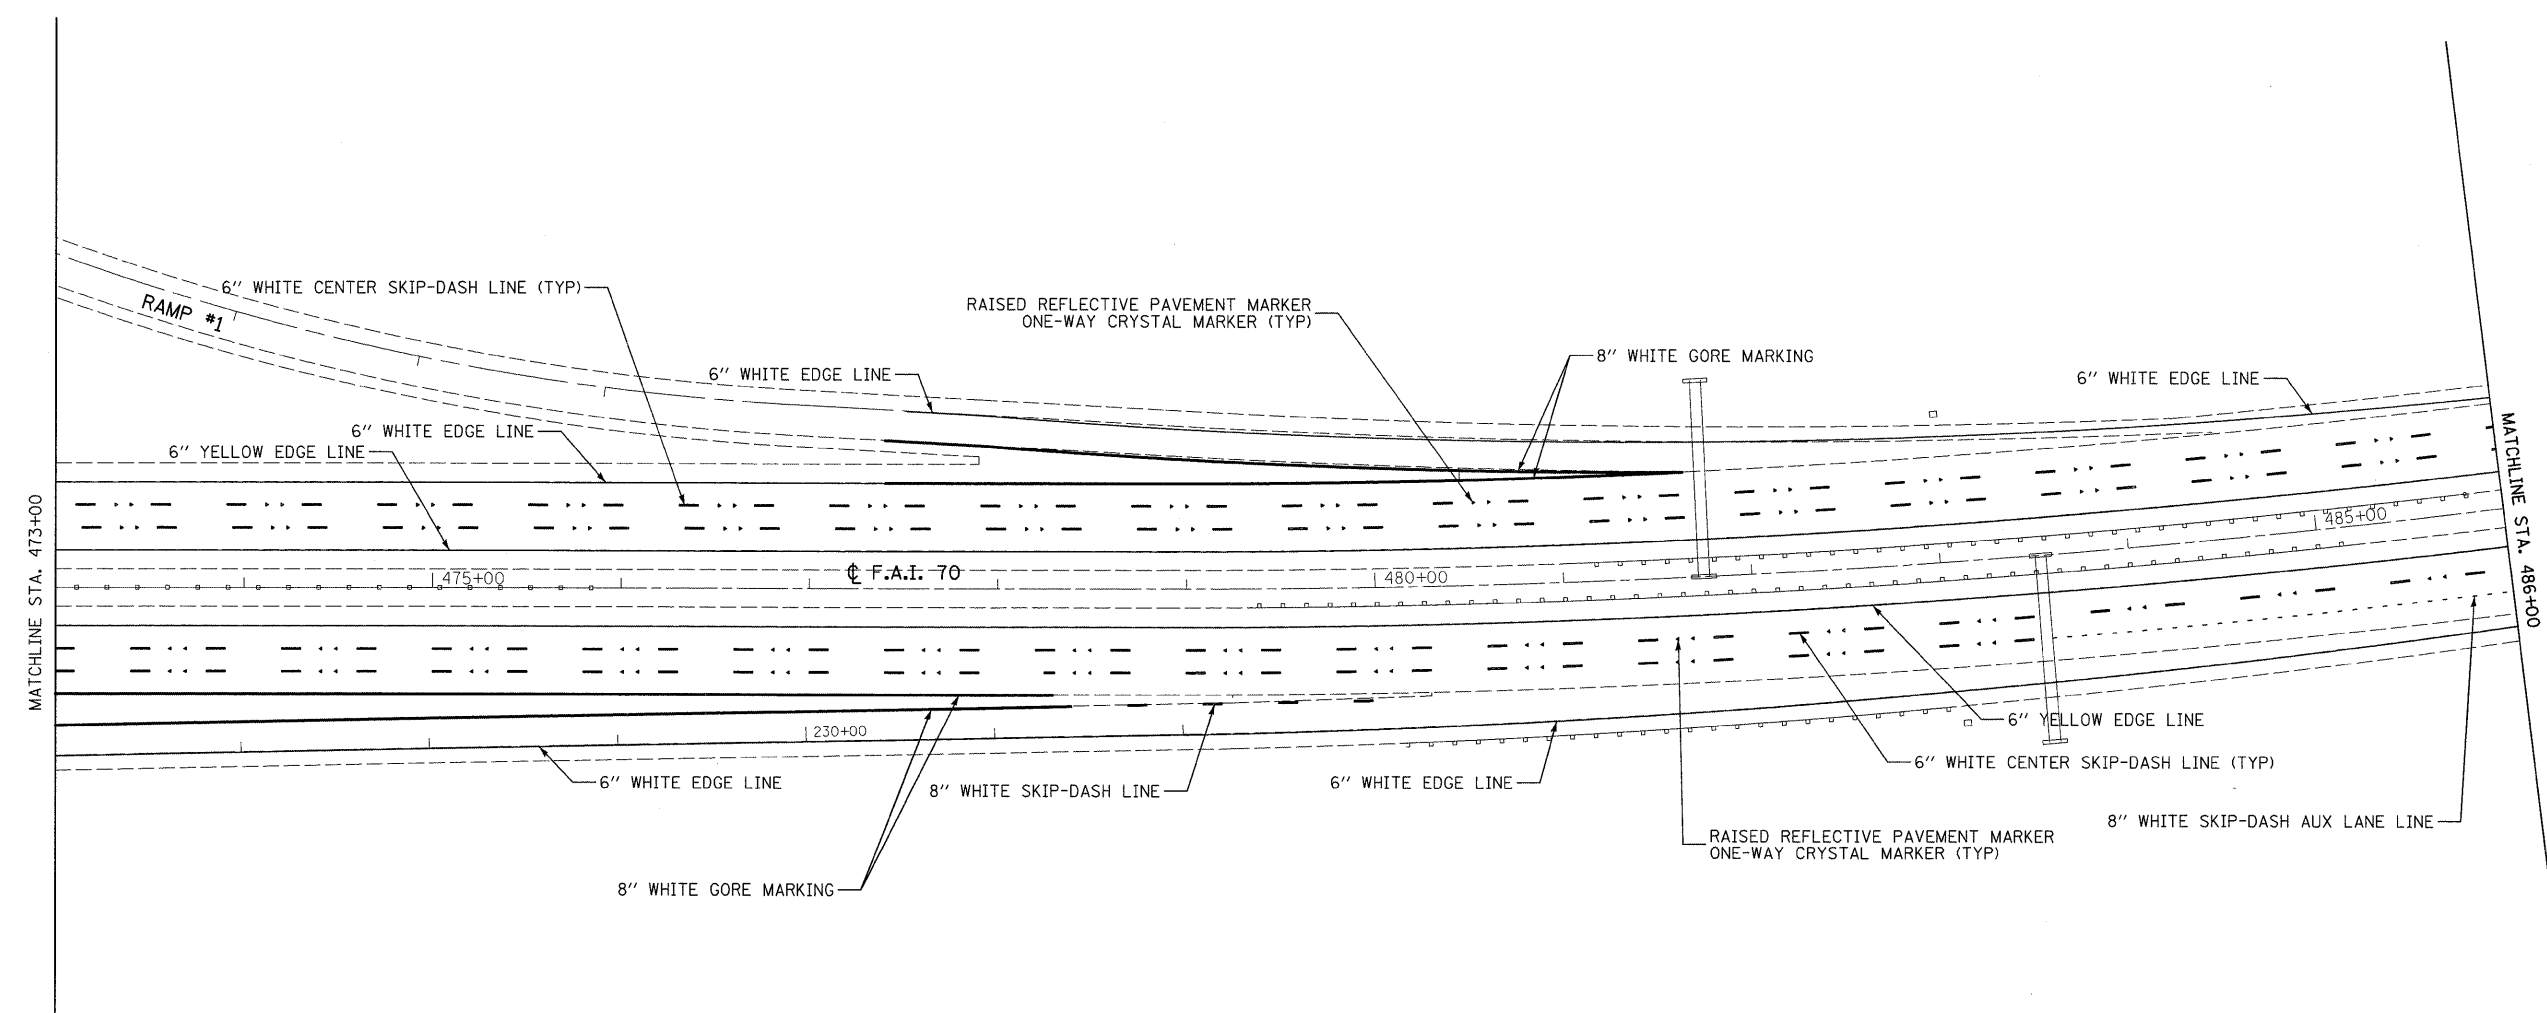 6" WHITE CENTER SKIP-DASH LINE (TYP)
RAMP #1
RAISED REFLECTIVE PAVEMENT MARKER
ONE-WAY CRYSTAL MARKER (TYP)
8" WHITE GORE MARKING
6" WHITE EDGE LINE
6" WHITE EDGE LINE
6" WHITE EDGE LINE
6" YELLOW EDGE LINE
MATCHLINE STA. 473+00
MATCHLINE STA. 486+00
485+00
475+00
℄ F.A.I. 70
480+00
230+00
6" YELLOW EDGE LINE
6" WHITE CENTER SKIP-DASH LINE (TYP)
6" WHITE EDGE LINE
8" WHITE SKIP-DASH LINE
6" WHITE EDGE LINE
8" WHITE SKIP-DASH AUX LANE LINE
RAISED REFLECTIVE PAVEMENT MARKER
ONE-WAY CRYSTAL MARKER (TYP)
8" WHITE GORE MARKING